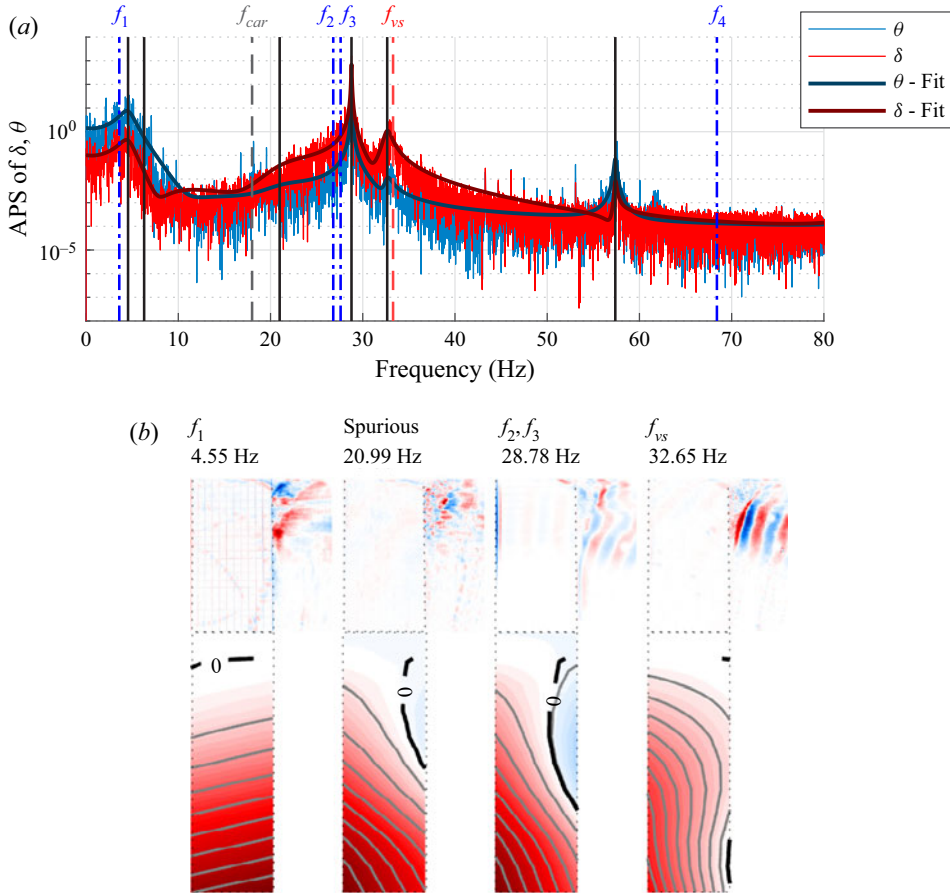 (a)
f1 fcar f2 f3 fvs f4
θ
δ
θ - Fit
δ - Fit
APS of δ, θ
10^0
10^−5
0 10 20 30 40 50 60 70 80
Frequency (Hz)
(b)
f1 Spurious f2, f3 fvs
4.55 Hz 20.99 Hz 28.78 Hz 32.65 Hz
0 0 0